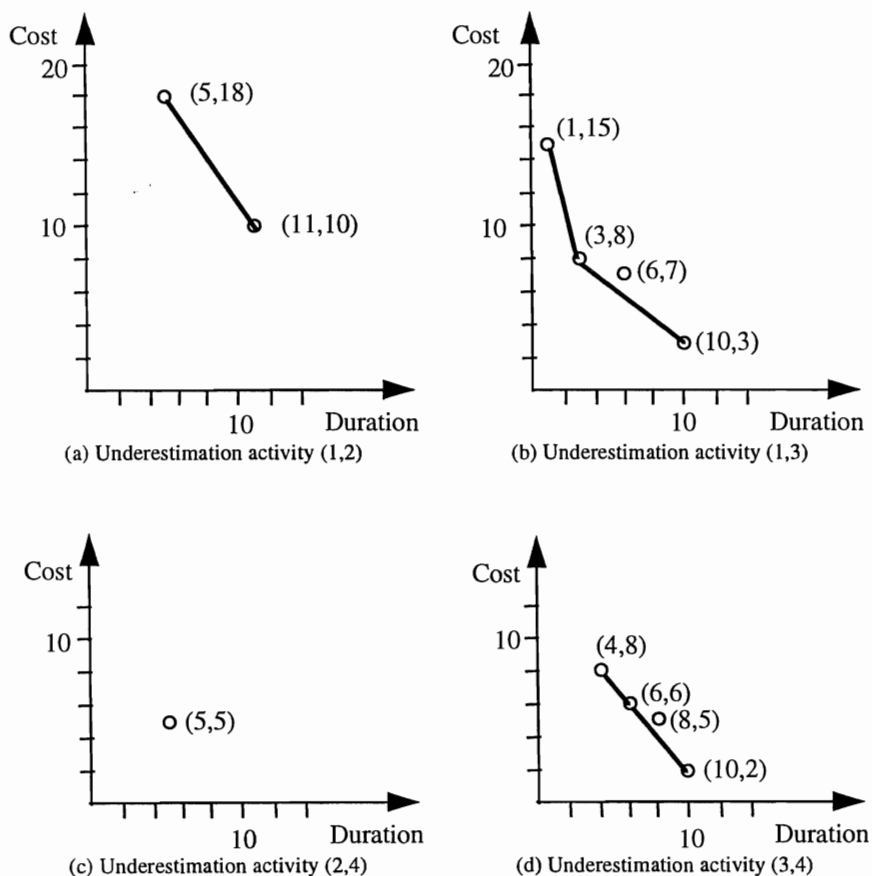 Cost
20
(5,18)
10
(11,10)
10
Duration
(a) Underestimation activity (1,2)
Cost
20
(1,15)
10
(3,8)
(6,7)
(10,3)
10
Duration
(b) Underestimation activity (1,3)
Cost
10
(5,5)
10
Duration
(c) Underestimation activity (2,4)
Cost
10
(4,8)
(6,6)
(8,5)
(10,2)
10
Duration
(d) Underestimation activity (3,4)